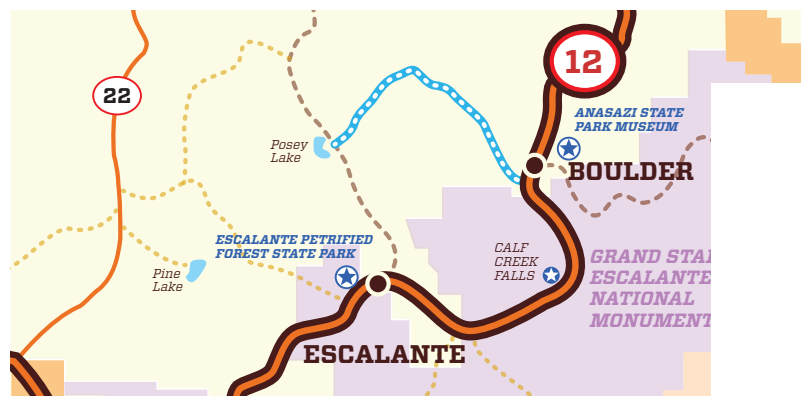 12
22
ANASAZI STATE
PARK MUSEUM
Posey
Lake
BOULDER
ESCALANTE PETRIFIED
FOREST STATE PARK
CALF
CREEK
FALLS
GRAND STA
ESCALANTE
NATIONAL
MONUMENT
Pine
Lake
ESCALANTE